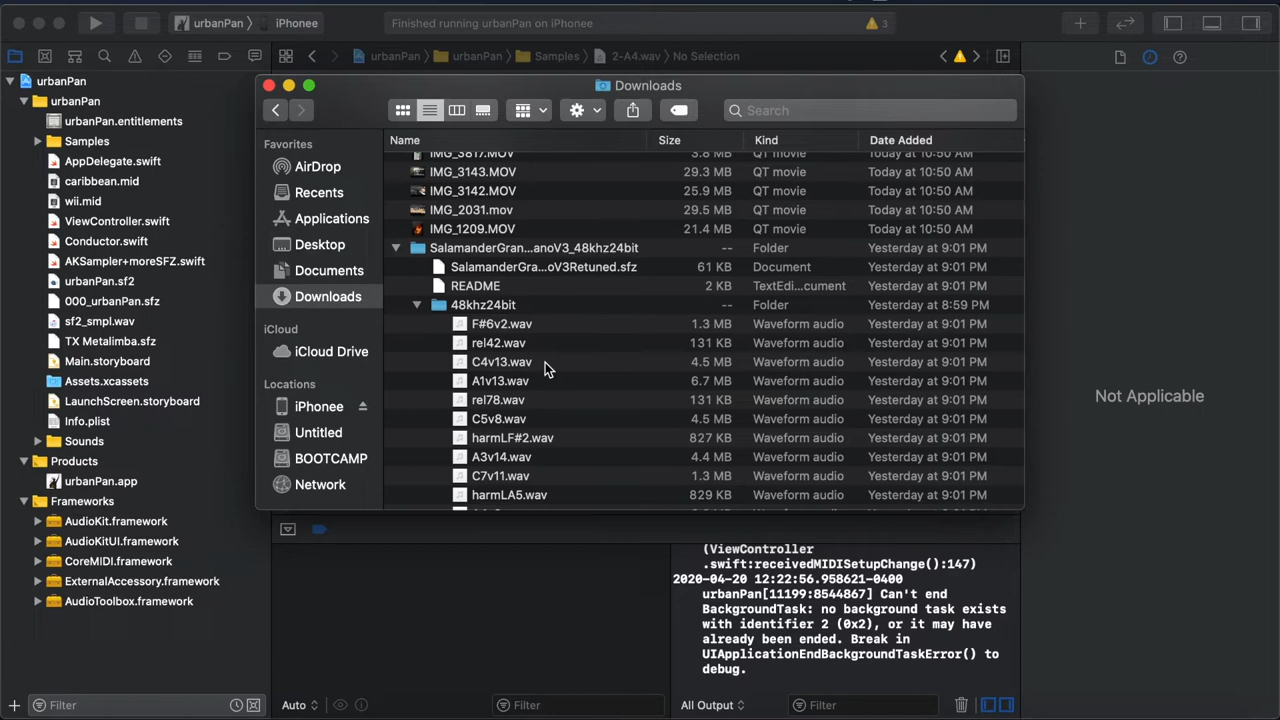 urbanPan
iPhonee
Finished running urbanPan on iPhonee
3
urbanPan
urbanPan
Samples
2-A4.wav
No Selection
urbanPan
urbanPan
urbanPan.entitlements
Samples
AppDelegate.swift
caribbean.mid
wii.mid
ViewController.swift
Conductor.swift
AKSampler+moreSFZ.swift
urbanPan.sf2
000_urbanPan.sfz
sf2_smpl.wav
TX Metalimba.sfz
Main.storyboard
Assets.xcassets
LaunchScreen.storyboard
Info.plist
Sounds
Products
urbanPan.app
Frameworks
AudioKit.framework
AudioKitUI.framework
CoreMIDI.framework
ExternalAccessory.framework
AudioToolbox.framework
Filter
Downloads
Search
Favorites
AirDrop
Recents
Applications
Desktop
Documents
Downloads
iCloud
iCloud Drive
Locations
iPhonee
Untitled
BOOTCAMP
Network
Name Size Kind Date Added
IMG_3817.MOV 3.8 MB QT movie Today at 10:50 AM
IMG_3143.MOV 29.3 MB QT movie Today at 10:50 AM
IMG_3142.MOV 25.9 MB QT movie Today at 10:50 AM
IMG_2031.mov 29.5 MB QT movie Today at 10:50 AM
IMG_1209.MOV 21.4 MB QT movie Today at 10:50 AM
SalamanderGran...anoV3_48khz24bit -- Folder Yesterday at 9:01 PM
SalamanderGra...oV3Retuned.sfz 61 KB Document Yesterday at 9:01 PM
README 2 KB TextEdi...cument Yesterday at 9:01 PM
48khz24bit -- Folder Yesterday at 8:59 PM
F#6v2.wav 1.3 MB Waveform audio Yesterday at 9:01 PM
rel42.wav 131 KB Waveform audio Yesterday at 9:01 PM
C4v13.wav 4.5 MB Waveform audio Yesterday at 9:01 PM
A1v13.wav 6.7 MB Waveform audio Yesterday at 9:01 PM
rel78.wav 131 KB Waveform audio Yesterday at 9:01 PM
C5v8.wav 4.5 MB Waveform audio Yesterday at 9:01 PM
harmLF#2.wav 827 KB Waveform audio Yesterday at 9:01 PM
A3v14.wav 4.4 MB Waveform audio Yesterday at 9:01 PM
C7v11.wav 1.3 MB Waveform audio Yesterday at 9:01 PM
harmLA5.wav 829 KB Waveform audio Yesterday at 9:01 PM
Not Applicable
(ViewController
.swift:receivedMIDISetupChange():147)
2020-04-20 12:22:56.958621-0400
urbanPan[11199:8544867] Can't end
BackgroundTask: no background task exists
with identifier 2 (0x2), or it may have
already been ended. Break in
UIApplicationEndBackgroundTaskError() to
debug.
Auto
Filter
All Output
Filter